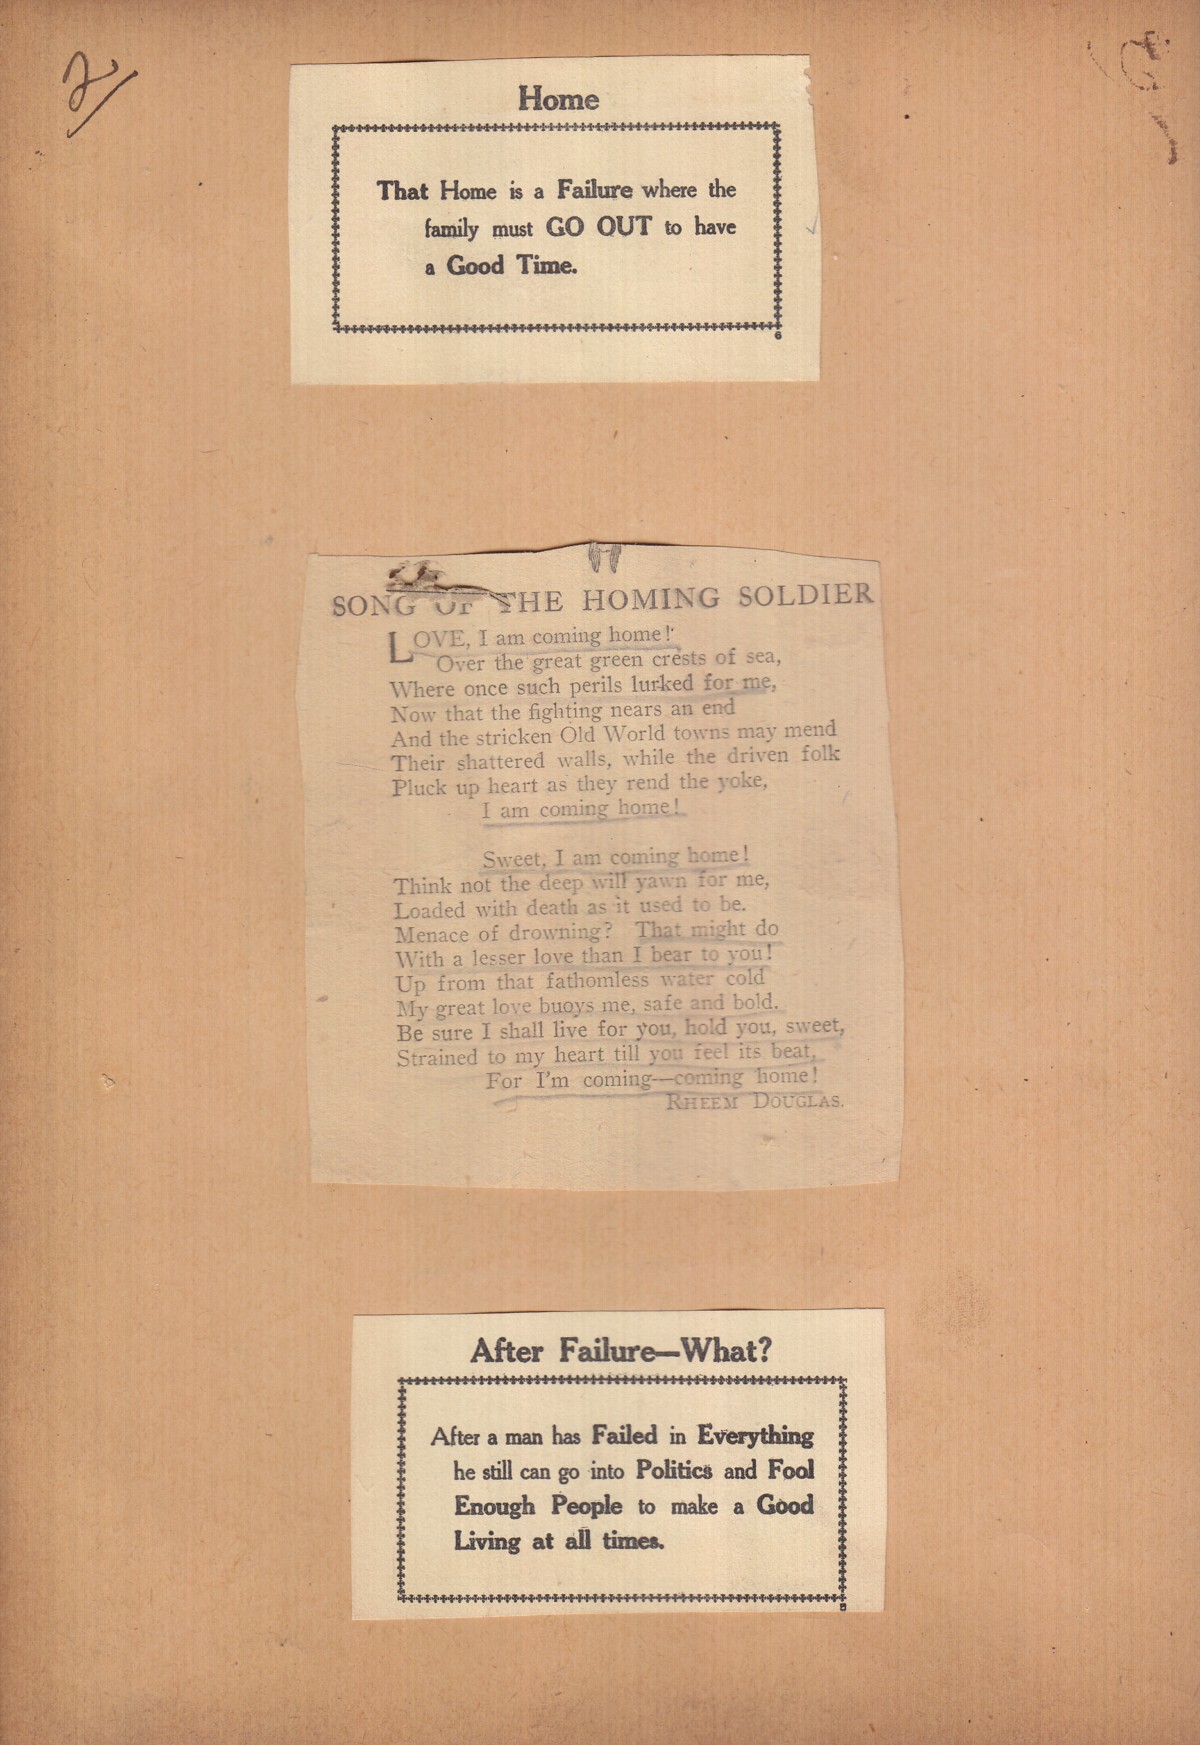 2/
Home
That Home is a Failure where the
family must GO OUT to have
a Good Time.
SONG OF THE HOMING SOLDIER
LOVE, I am coming home!
Over the great green crests of sea,
Where once such perils lurked for me,
Now that the fighting nears an end
And the stricken Old World towns may mend
Their shattered walls, while the driven folk
Pluck up heart as they rend the yoke,
I am coming home!
Sweet, I am coming home!
Think not the deep will yawn for me,
Loaded with death as it used to be.
Menace of drowning? That might do
With a lesser love than I bear to you!
Up from that fathomless water cold
My great love buoys me, safe and bold.
Be sure I shall live for you, hold you, sweet,
Strained to my heart till you feel its beat,
For I'm coming—coming home!
RHEEM DOUGLAS.
After Failure—What?
After a man has Failed in Everything
he still can go into Politics and Fool
Enough People to make a Good
Living at all times.